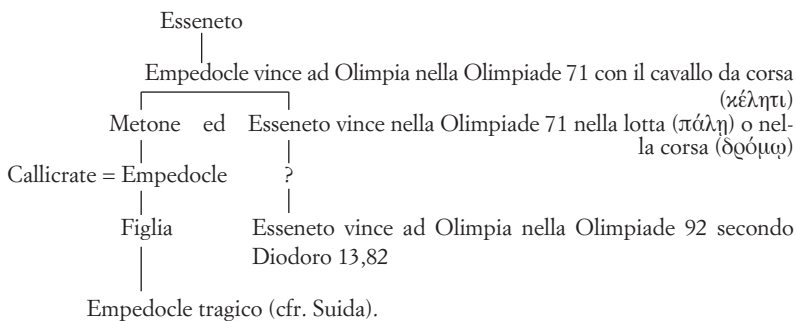 Esseneto
Empedocle vince ad Olimpia nella Olimpiade 71 con il cavallo da corsa
(κέλητι)
Metone ed Esseneto vince nella Olimpiade 71 nella lotta (πάλῃ) o nel-
la corsa (δρόμῳ)
Callicrate = Empedocle ?
Figlia Esseneto vince ad Olimpia nella Olimpiade 92 secondo
Diodoro 13,82
Empedocle tragico (cfr. Suida).